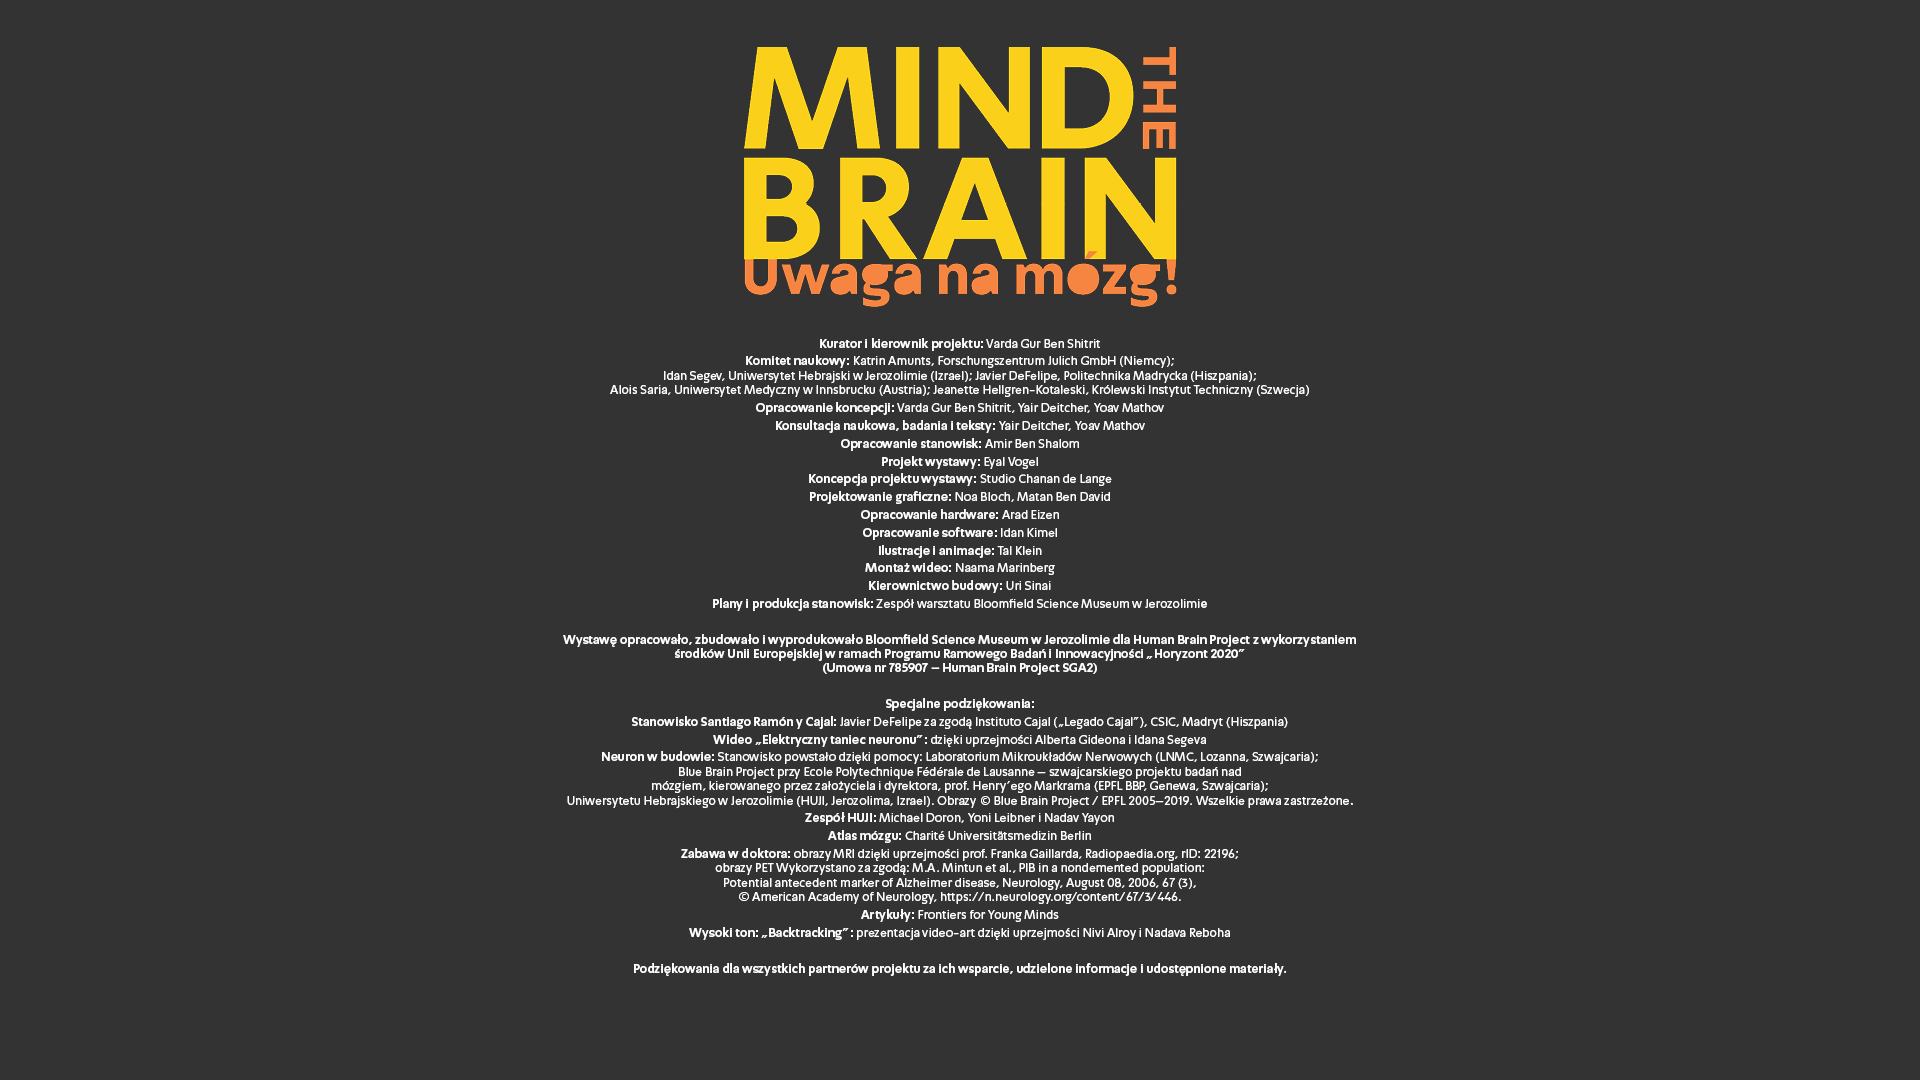 MIND THE
BRAIN
Uwaga na mózg!
Kurator i kierownik projektu: Varda Gur Ben Shitrit
Komitet naukowy: Katrin Amunts, Forschungszentrum Julich GmbH (Niemcy);
Idan Segev, Uniwersytet Hebrajski w Jerozolimie (Izrael); Javier DeFelipe, Politechnika Madrycka (Hiszpania);
Alois Saria, Uniwersytet Medyczny w Innsbrucku (Austria); Jeanette Hellgren-Kotaleski, Królewski Instytut Techniczny (Szwecja)
Opracowanie koncepcji: Varda Gur Ben Shitrit, Yair Deitcher, Yoav Mathov
Konsultacja naukowa, badania i teksty: Yair Deitcher, Yoav Mathov
Opracowanie stanowisk: Amir Ben Shalom
Projekt wystawy: Eyal Vogel
Koncepcja projektu wystawy: Studio Chanan de Lange
Projektowanie graficzne: Noa Bloch, Matan Ben David
Opracowanie hardware: Arad Eizen
Opracowanie software: Idan Kimel
Ilustracje i animacje: Tal Klein
Montaż wideo: Naama Marinberg
Kierownictwo budowy: Uri Sinai
Plany i produkcja stanowisk: Zespół warsztatu Bloomfield Science Museum w Jerozolimie
Wystawę opracowało, zbudowało i wyprodukowało Bloomfield Science Museum w Jerozolimie dla Human Brain Project z wykorzystaniem
środków Unii Europejskiej w ramach Programu Ramowego Badań i Innowacyjności „Horyzont 2020”
(Umowa nr 785907 – Human Brain Project SGA2)
Specjalne podziękowania:
Stanowisko Santiago Ramón y Cajal: Javier DeFelipe za zgodą Instituto Cajal („Legado Cajal”), CSIC, Madryt (Hiszpania)
Wideo „Elektryczny taniec neuronu”: dzięki uprzejmości Alberta Gideona i Idana Segeva
Neuron w budowie: Stanowisko powstało dzięki pomocy: Laboratorium Mikroukładów Nerwowych (LNMC, Lozanna, Szwajcaria);
Blue Brain Project przy Ecole Polytechnique Fédérale de Lausanne – szwajcarskiego projektu badań nad
mózgiem, kierowanego przez założyciela i dyrektora, prof. Henry'ego Markrama (EPFL BBP, Genewa, Szwajcaria);
Uniwersytetu Hebrajskiego w Jerozolimie (HUJI, Jerozolima, Izrael). Obrazy © Blue Brain Project / EPFL 2005–2019. Wszelkie prawa zastrzeżone.
Zespół HUJI: Michael Doron, Yoni Leibner i Nadav Yayon
Atlas mózgu: Charité Universitätsmedizin Berlin
Zabawa w doktora: obrazy MRI dzięki uprzejmości prof. Franka Gaillarda, Radiopaedia.org, rID: 22196;
obrazy PET Wykorzystano za zgodą: M.A. Mintun et al., PIB in a nondemented population:
Potential antecedent marker of Alzheimer disease, Neurology, August 08, 2006, 67 (3),
© American Academy of Neurology, https://n.neurology.org/content/67/3/446.
Artykuły: Frontiers for Young Minds
Wysoki ton: „Backtracking”: prezentacja video-art dzięki uprzejmości Nivi Alroy i Nadava Reboha
Podziękowania dla wszystkich partnerów projektu za ich wsparcie, udzielone informacje i udostępnione materiały.